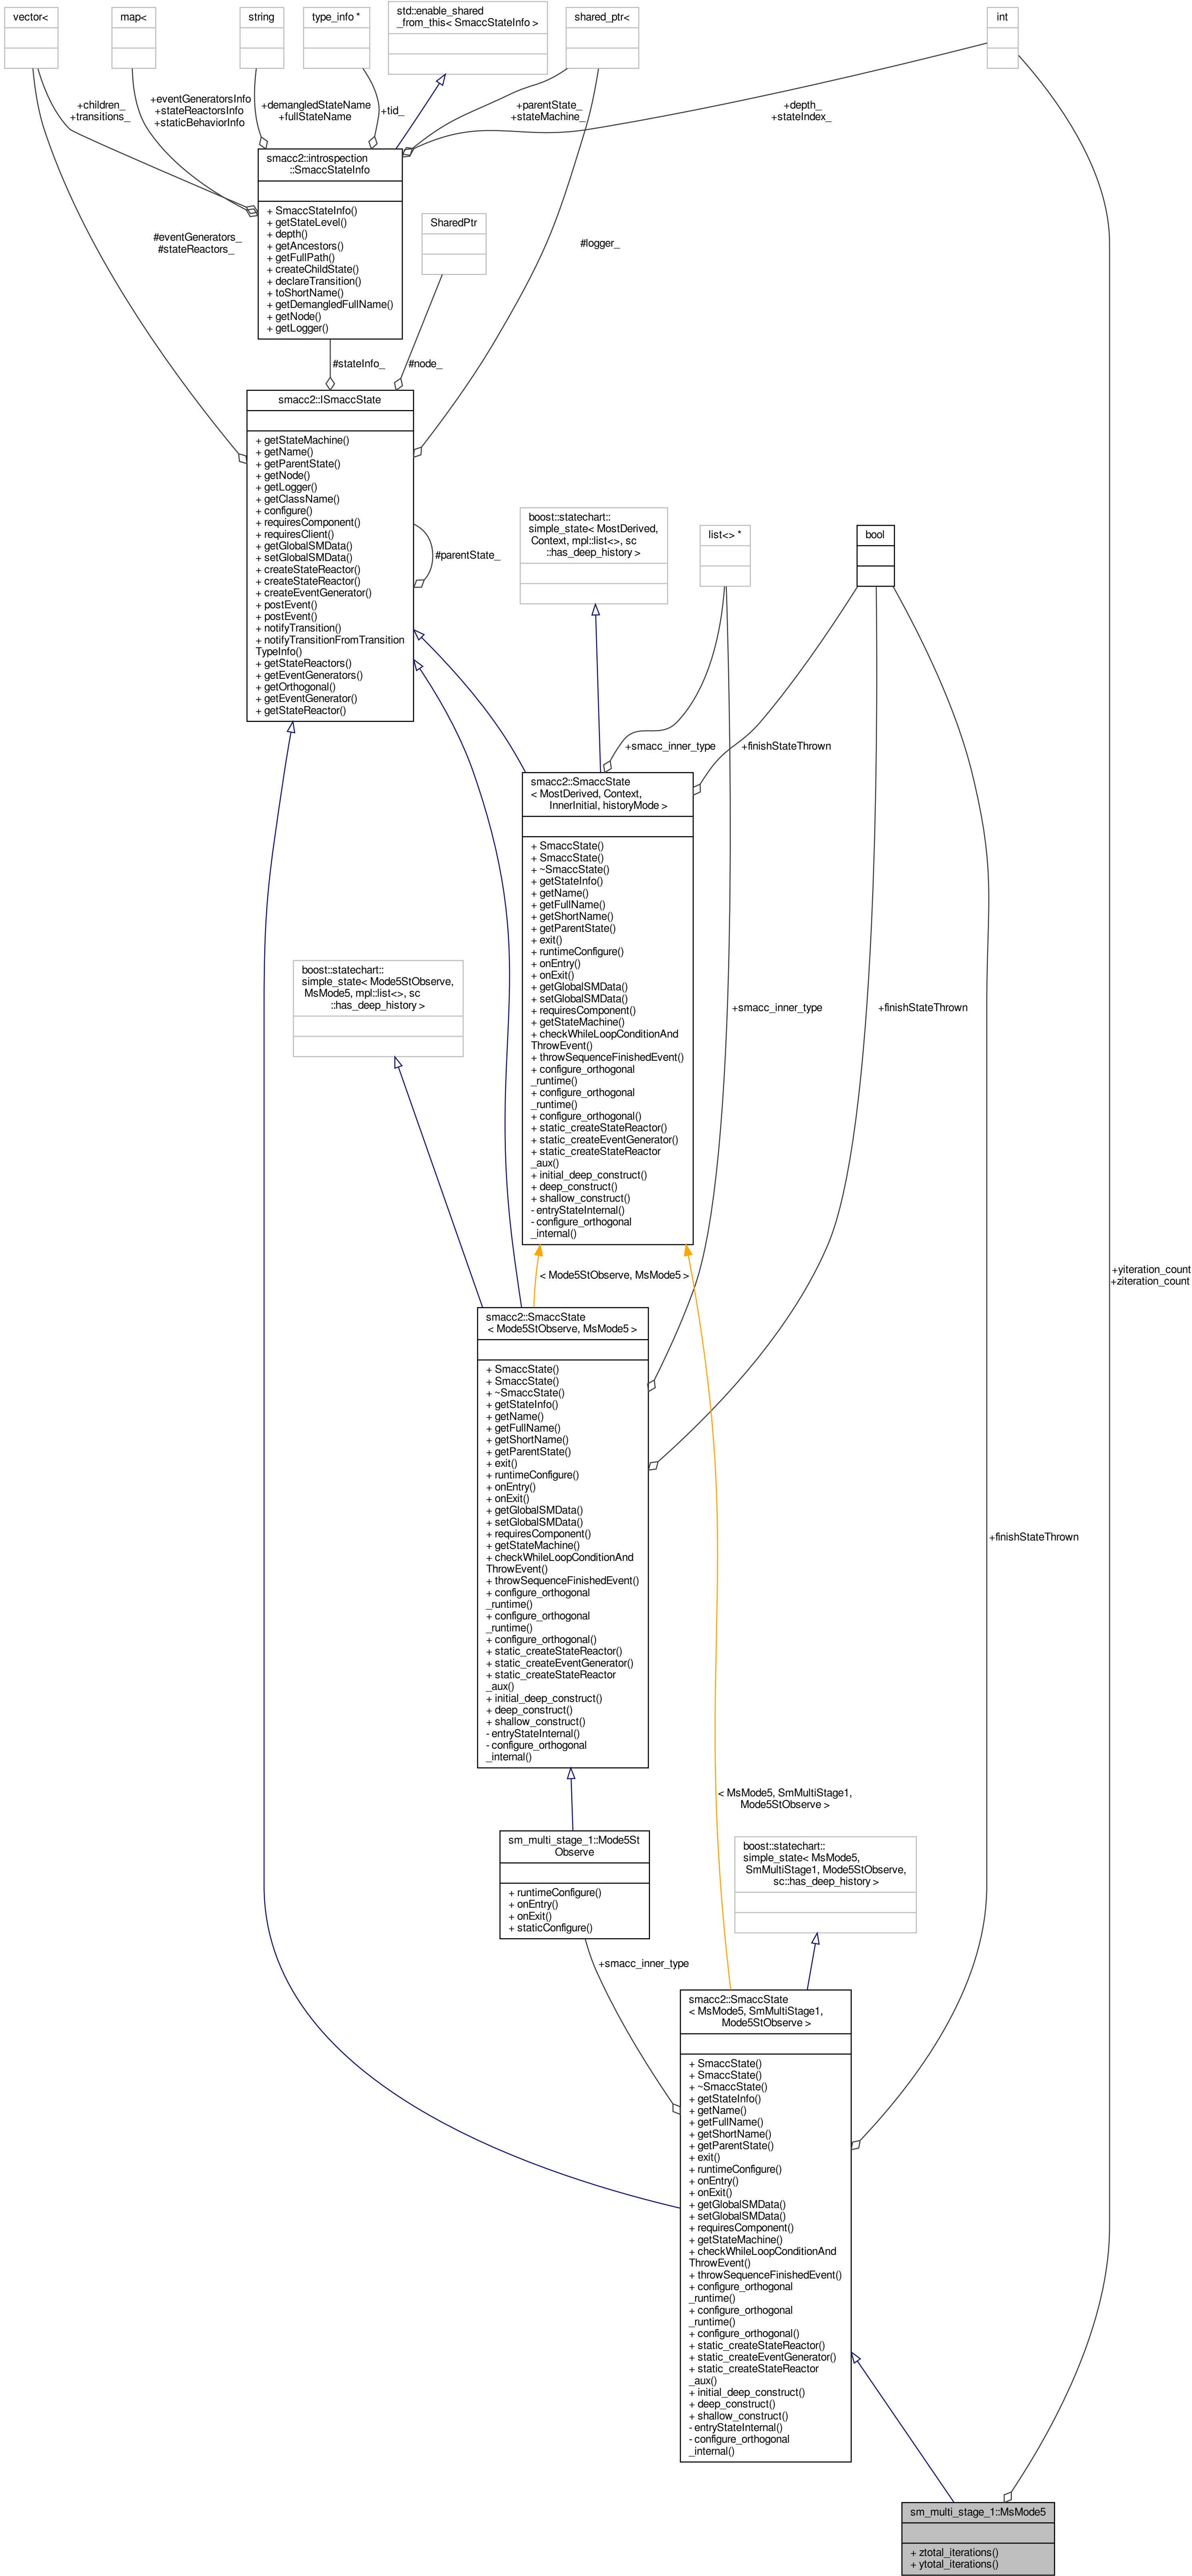 vector<
map<
string
type_info *
std::enable_shared
_from_this< SmaccStateInfo >
shared_ptr<
int
+children_
+transitions_
+eventGeneratorsInfo
+stateReactorsInfo
+staticBehaviorInfo
+demangledStateName
+fullStateName
+tid_
+parentState_
+stateMachine_
+depth_
+stateIndex_
smacc2::introspection
::SmaccStateInfo
+ SmaccStateInfo()
+ getStateLevel()
+ depth()
+ getAncestors()
+ getFullPath()
+ createChildState()
+ declareTransition()
+ toShortName()
+ getDemangledFullName()
+ getNode()
+ getLogger()
SharedPtr
#eventGenerators_
#stateReactors_
#logger_
#stateInfo_
#node_
smacc2::ISmaccState
+ getStateMachine()
+ getName()
+ getParentState()
+ getNode()
+ getLogger()
+ getClassName()
+ configure()
+ requiresComponent()
+ requiresClient()
+ getGlobalSMData()
+ setGlobalSMData()
+ createStateReactor()
+ createStateReactor()
+ createEventGenerator()
+ postEvent()
+ postEvent()
+ notifyTransition()
+ notifyTransitionFromTransition
TypeInfo()
+ getStateReactors()
+ getEventGenerators()
+ getOrthogonal()
+ getEventGenerator()
+ getStateReactor()
#parentState_
boost::statechart::
simple_state< MostDerived,
Context, mpl::list<>, sc
::has_deep_history >
list<> *
bool
+smacc_inner_type
+finishStateThrown
smacc2::SmaccState
< MostDerived, Context,
InnerInitial, historyMode >
+ SmaccState()
+ SmaccState()
+ ~SmaccState()
+ getStateInfo()
+ getName()
+ getFullName()
+ getShortName()
+ getParentState()
+ exit()
+ runtimeConfigure()
+ onEntry()
+ onExit()
+ getGlobalSMData()
+ setGlobalSMData()
+ requiresComponent()
+ getStateMachine()
+ checkWhileLoopConditionAnd
ThrowEvent()
+ throwSequenceFinishedEvent()
+ configure_orthogonal
_runtime()
+ configure_orthogonal
_runtime()
+ configure_orthogonal()
+ static_createStateReactor()
+ static_createEventGenerator()
+ static_createStateReactor
_aux()
+ initial_deep_construct()
+ deep_construct()
+ shallow_construct()
- entryStateInternal()
- configure_orthogonal
_internal()
boost::statechart::
simple_state< Mode5StObserve,
MsMode5, mpl::list<>, sc
::has_deep_history >
+smacc_inner_type
+finishStateThrown
< Mode5StObserve, MsMode5 >
+yiteration_count
+ziteration_count
smacc2::SmaccState
< Mode5StObserve, MsMode5 >
+ SmaccState()
+ SmaccState()
+ ~SmaccState()
+ getStateInfo()
+ getName()
+ getFullName()
+ getShortName()
+ getParentState()
+ exit()
+ runtimeConfigure()
+ onEntry()
+ onExit()
+ getGlobalSMData()
+ setGlobalSMData()
+ requiresComponent()
+ getStateMachine()
+ checkWhileLoopConditionAnd
ThrowEvent()
+ throwSequenceFinishedEvent()
+ configure_orthogonal
_runtime()
+ configure_orthogonal
_runtime()
+ configure_orthogonal()
+ static_createStateReactor()
+ static_createEventGenerator()
+ static_createStateReactor
_aux()
+ initial_deep_construct()
+ deep_construct()
+ shallow_construct()
- entryStateInternal()
- configure_orthogonal
_internal()
+finishStateThrown
< MsMode5, SmMultiStage1,
Mode5StObserve >
sm_multi_stage_1::Mode5St
Observe
+ runtimeConfigure()
+ onEntry()
+ onExit()
+ staticConfigure()
boost::statechart::
simple_state< MsMode5,
SmMultiStage1, Mode5StObserve,
sc::has_deep_history >
+smacc_inner_type
smacc2::SmaccState
< MsMode5, SmMultiStage1,
Mode5StObserve >
+ SmaccState()
+ SmaccState()
+ ~SmaccState()
+ getStateInfo()
+ getName()
+ getFullName()
+ getShortName()
+ getParentState()
+ exit()
+ runtimeConfigure()
+ onEntry()
+ onExit()
+ getGlobalSMData()
+ setGlobalSMData()
+ requiresComponent()
+ getStateMachine()
+ checkWhileLoopConditionAnd
ThrowEvent()
+ throwSequenceFinishedEvent()
+ configure_orthogonal
_runtime()
+ configure_orthogonal
_runtime()
+ configure_orthogonal()
+ static_createStateReactor()
+ static_createEventGenerator()
+ static_createStateReactor
_aux()
+ initial_deep_construct()
+ deep_construct()
+ shallow_construct()
- entryStateInternal()
- configure_orthogonal
_internal()
sm_multi_stage_1::MsMode5
+ ztotal_iterations()
+ ytotal_iterations()